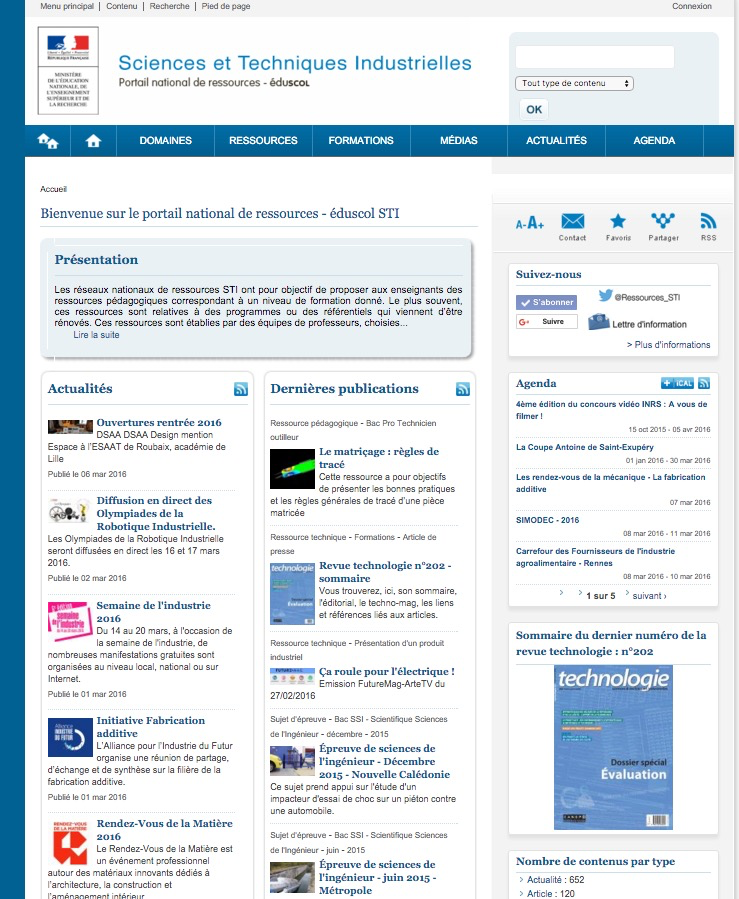 Menu principal | Contenu | Recherche | Pied de page
Connexion
RÉPUBLIQUE FRANÇAISE
MINISTÈRE
DE L'ÉDUCATION
NATIONALE, DE
L'ENSEIGNEMENT
SUPÉRIEUR ET DE
LA RECHERCHE
Sciences et Techniques Industrielles
Portail national de ressources - éduscol
Tout type de contenu
OK
DOMAINES
RESSOURCES
FORMATIONS
MÉDIAS
ACTUALITÉS
AGENDA
Accueil
Bienvenue sur le portail national de ressources - éduscol STI
Présentation
Les réseaux nationaux de ressources STI ont pour objectif de proposer aux enseignants des
ressources pédagogiques correspondant à un niveau de formation donné. Le plus souvent,
ces ressources sont relatives à des programmes ou des référentiels qui viennent d'être
rénovés. Ces ressources sont établies par des équipes de professeurs, choisies...
Lire la suite
Actualités
Ouvertures rentrée 2016
DSAA DSAA Design mention
Espace à l'ESAAT de Roubaix, académie de
Lille
Publié le 06 mar 2016
Diffusion en direct des
Olympiades de la
Robotique Industrielle.
Les Olympiades de la Robotique Industrielle
seront diffusées en direct les 16 et 17 mars
2016.
Publié le 02 mar 2016
semaine de
l'industrie
Semaine de l'industrie
2016
Du 14 au 20 mars, à l'occasion de
la semaine de l'industrie, de
nombreuses manifestations gratuites sont
organisées au niveau local, national ou sur
Internet.
Publié le 01 mar 2016
Alliance
INDUSTRIE
DU FUTUR
Initiative Fabrication
additive
L'Alliance pour l'Industrie du Futur
organise une réunion de partage,
d'échange et de synthèse sur la filière de la
fabrication additive.
Publié le 01 mar 2016
RENDEZ-VOUS
DE LA MATIÈRE
Rendez-Vous de la Matière
2016
Le Rendez-Vous de la Matière est
un événement professionnel
autour des matériaux innovants dédiés à
l'architecture, la construction et
l'aménagement intérieur
Dernières publications
Ressource pédagogique - Bac Pro Technicien
outilleur
Le matriçage : règles de
tracé
Cette ressource a pour objectifs
de présenter les bonnes pratiques
et les règles générales de tracé d'une pièce
matricée
Ressource technique - Formations - Article de
presse
technologie
Évaluation
Revue technologie n°202 -
sommaire
Vous trouverez, ici, son sommaire,
l'éditorial, le techno-mag, les liens
et références liés aux articles.
Ressource technique - Présentation d'un produit
industriel
Ça roule pour l'électrique !
Emission FutureMag-ArteTV du
27/02/2016
Sujet d'épreuve - Bac SSI - Scientifique Sciences
de l'Ingénieur - décembre - 2015
Épreuve de sciences de
l'ingénieur - Décembre
2015 - Nouvelle Calédonie
Ce sujet prend appui sur l'étude d'un
impacteur d'essai de choc sur un piéton contre
une automobile.
Sujet d'épreuve - Bac SSI - Scientifique Sciences
de l'Ingénieur - juin - 2015
Épreuve de sciences de
l'ingénieur - juin 2015 -
Métropole
A-A+
Contact
Favoris
Partager
RSS
Suivez-nous
S'abonner
@Ressources_STI
G+ Suivre
Lettre d'information
> Plus d'informations
Agenda
+ iCAL
4ème édition du concours vidéo INRS : A vous de
filmer !
15 oct 2015 - 05 avr 2016
La Coupe Antoine de Saint-Exupéry
01 jan 2016 - 30 mar 2016
Les rendez-vous de la mécanique - La fabrication
additive
07 mar 2016
SIMODEC - 2016
08 mar 2016 - 11 mar 2016
Carrefour des Fournisseurs de l'industrie
agroalimentaire - Rennes
08 mar 2016 - 10 mar 2016
1 sur 5
suivant ›
Sommaire du dernier numéro de la
revue technologie : n°202
technologie
Dossier spécial
Évaluation
Nombre de contenus par type
> Actualité : 652
> Article : 120